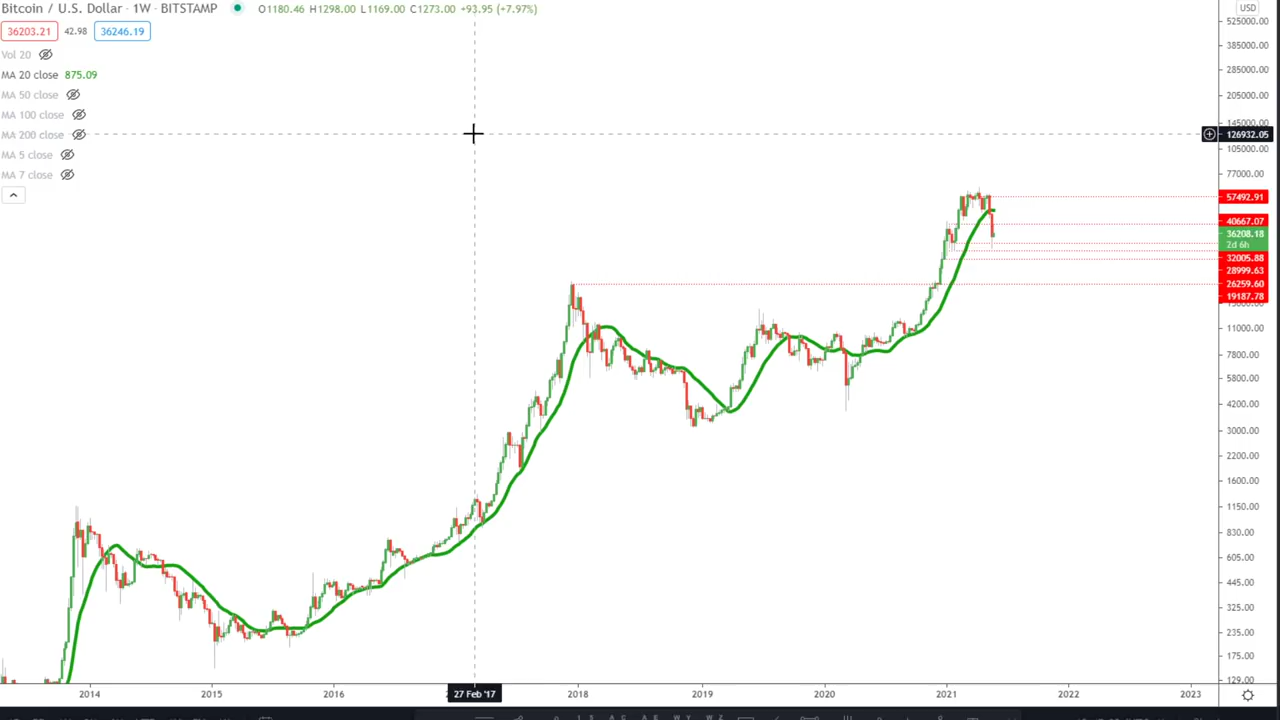 Bitcoin / U.S. Dollar · 1W · BITSTAMP O1180.46 H1298.00 L1169.00 C1273.00 +93.95 (+7.97%)
36203.21 42.98 36246.19
Vol 20
MA 20 close 875.09
MA 50 close
MA 100 close
MA 200 close
MA 5 close
MA 7 close
USD
525000.00
385000.00
285000.00
205000.00
145000.00
126932.05
105000.00
77000.00
57492.91
40667.07
36208.18
2d 6h
32005.88
28999.63
26259.60
19187.78
11000.00
7800.00
5800.00
4200.00
3000.00
2200.00
1600.00
1150.00
830.00
605.00
445.00
325.00
235.00
175.00
129.00
2014 2015 2016 27 Feb '17 2018 2019 2020 2021 2022 2023